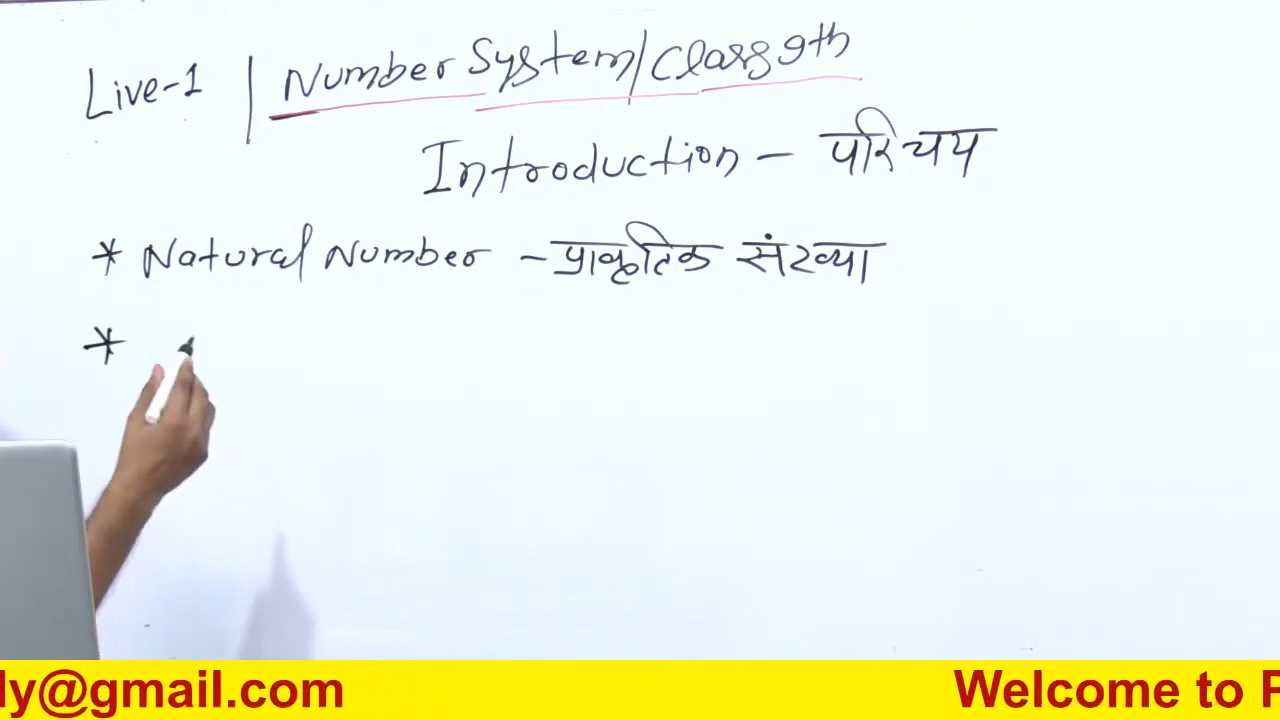 Live-1 | Number System/Class 9th
Introduction - परिचय
* Natural Number - प्राकृतिक संख्या
*
ly@gmail.com Welcome to